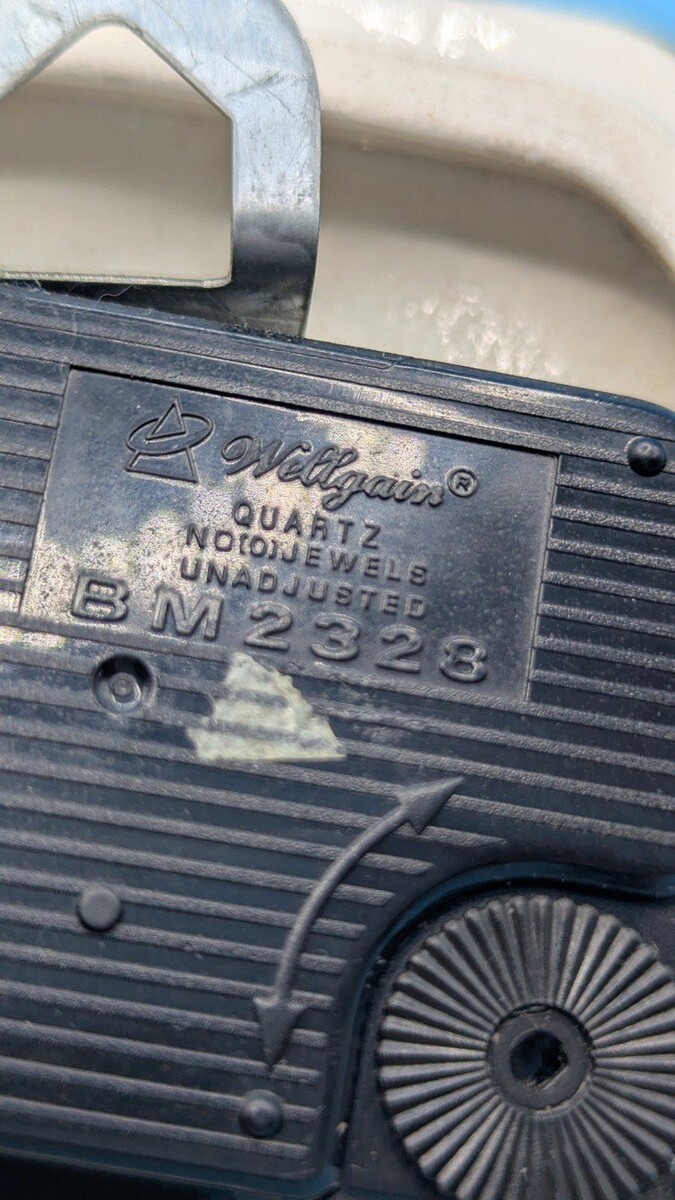 Wellgain®
QUARTZ
NO(0)JEWELS
UNADJUSTED
BM2328